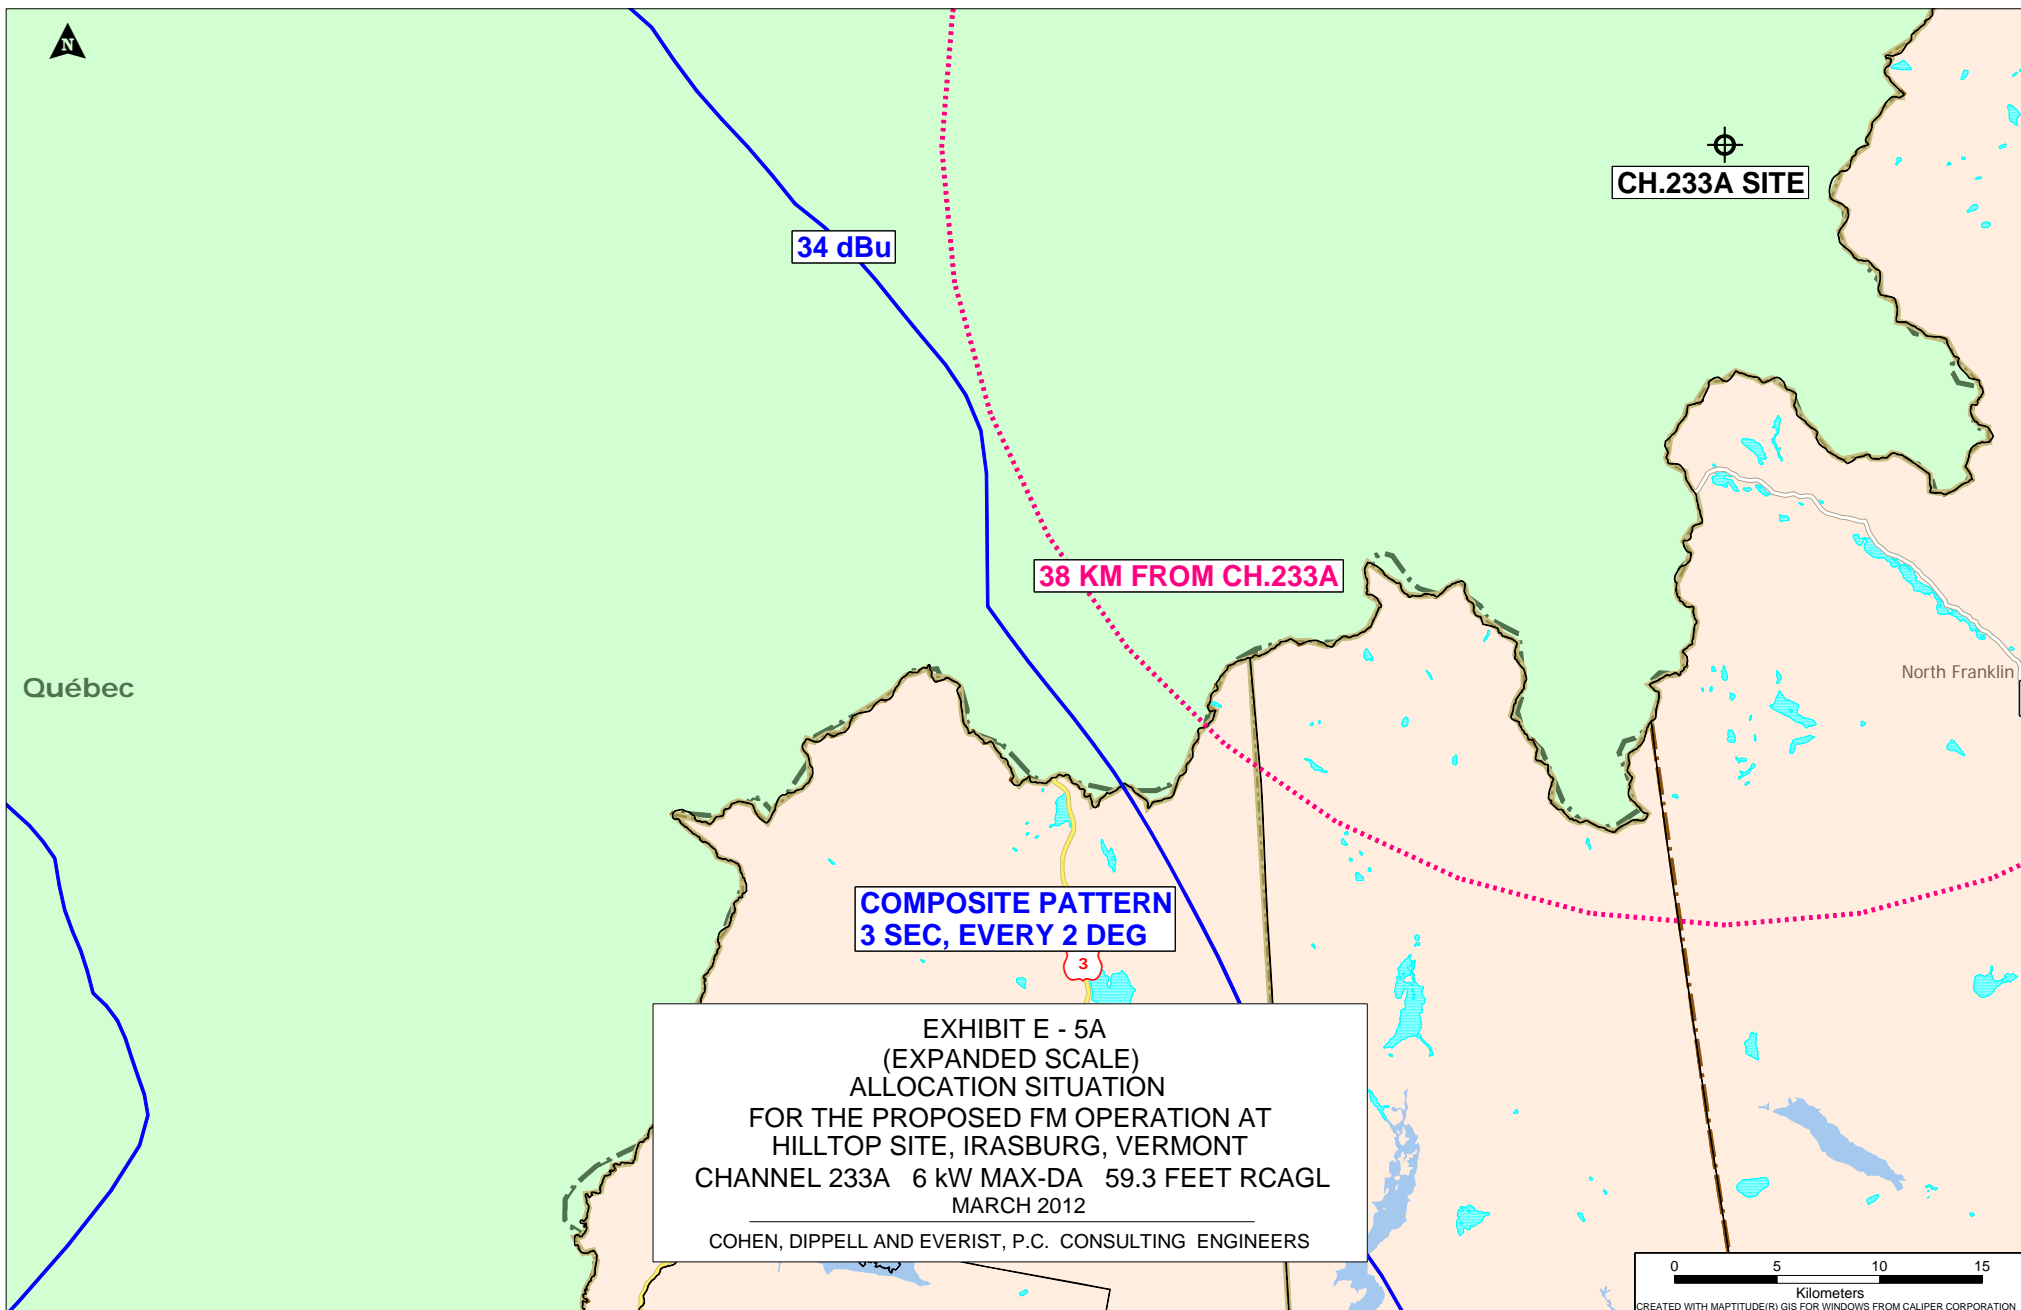 N
CH.233A SITE
34 dBu
38 KM FROM CH.233A
Québec
North Franklin
COMPOSITE PATTERN
3 SEC, EVERY 2 DEG
3
EXHIBIT E - 5A
(EXPANDED SCALE)
ALLOCATION SITUATION
FOR THE PROPOSED FM OPERATION AT
HILLTOP SITE, IRASBURG, VERMONT
CHANNEL 233A 6 kW MAX-DA 59.3 FEET RCAGL
MARCH 2012
COHEN, DIPPELL AND EVERIST, P.C. CONSULTING ENGINEERS
0 5 10 15
Kilometers
CREATED WITH MAPTITUDE(R) GIS FOR WINDOWS FROM CALIPER CORPORATION